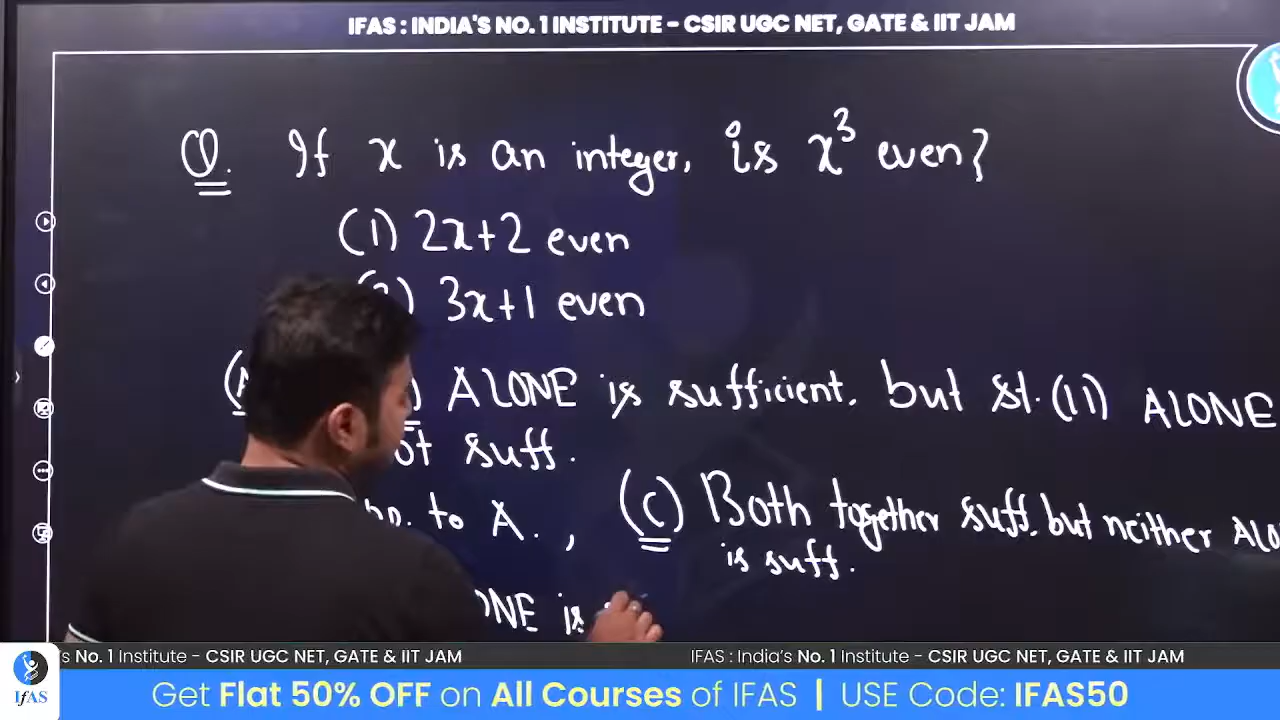 IFAS : INDIA'S NO. 1 INSTITUTE - CSIR UGC NET, GATE & IIT JAM
Q. If x is an integer, is x³ even?
(1) 2x+2 even
) 3x+1 even
) ALONE is sufficient, but st. (11) ALONE
suff.
to A. ,
(C) Both together suff. but neither ALO
is suff.
ONE is
's No. 1 Institute - CSIR UGC NET, GATE & IIT JAM
IFAS : India's No. 1 Institute - CSIR UGC NET, GATE & IIT JAM
IFAS
Get Flat 50% OFF on All Courses of IFAS | USE Code: IFAS50